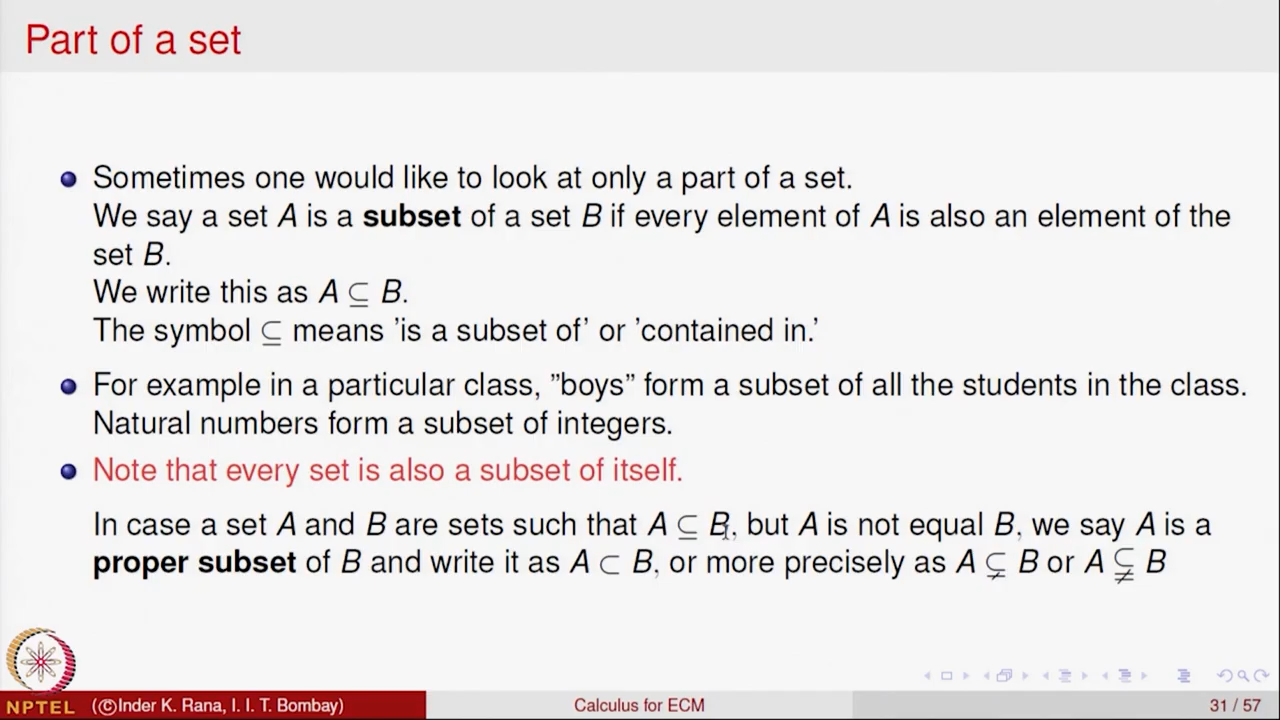 Part of a set
Sometimes one would like to look at only a part of a set.
We say a set A is a subset of a set B if every element of A is also an element of the
set B.
We write this as A ⊆ B.
The symbol ⊆ means 'is a subset of' or 'contained in.'
For example in a particular class, "boys" form a subset of all the students in the class.
Natural numbers form a subset of integers.
Note that every set is also a subset of itself.
In case a set A and B are sets such that A ⊆ B, but A is not equal B, we say A is a
proper subset of B and write it as A ⊂ B, or more precisely as A ⊊ B or A ⫋ B
NPTEL (©Inder K. Rana, I. I. T. Bombay) Calculus for ECM 31 / 57